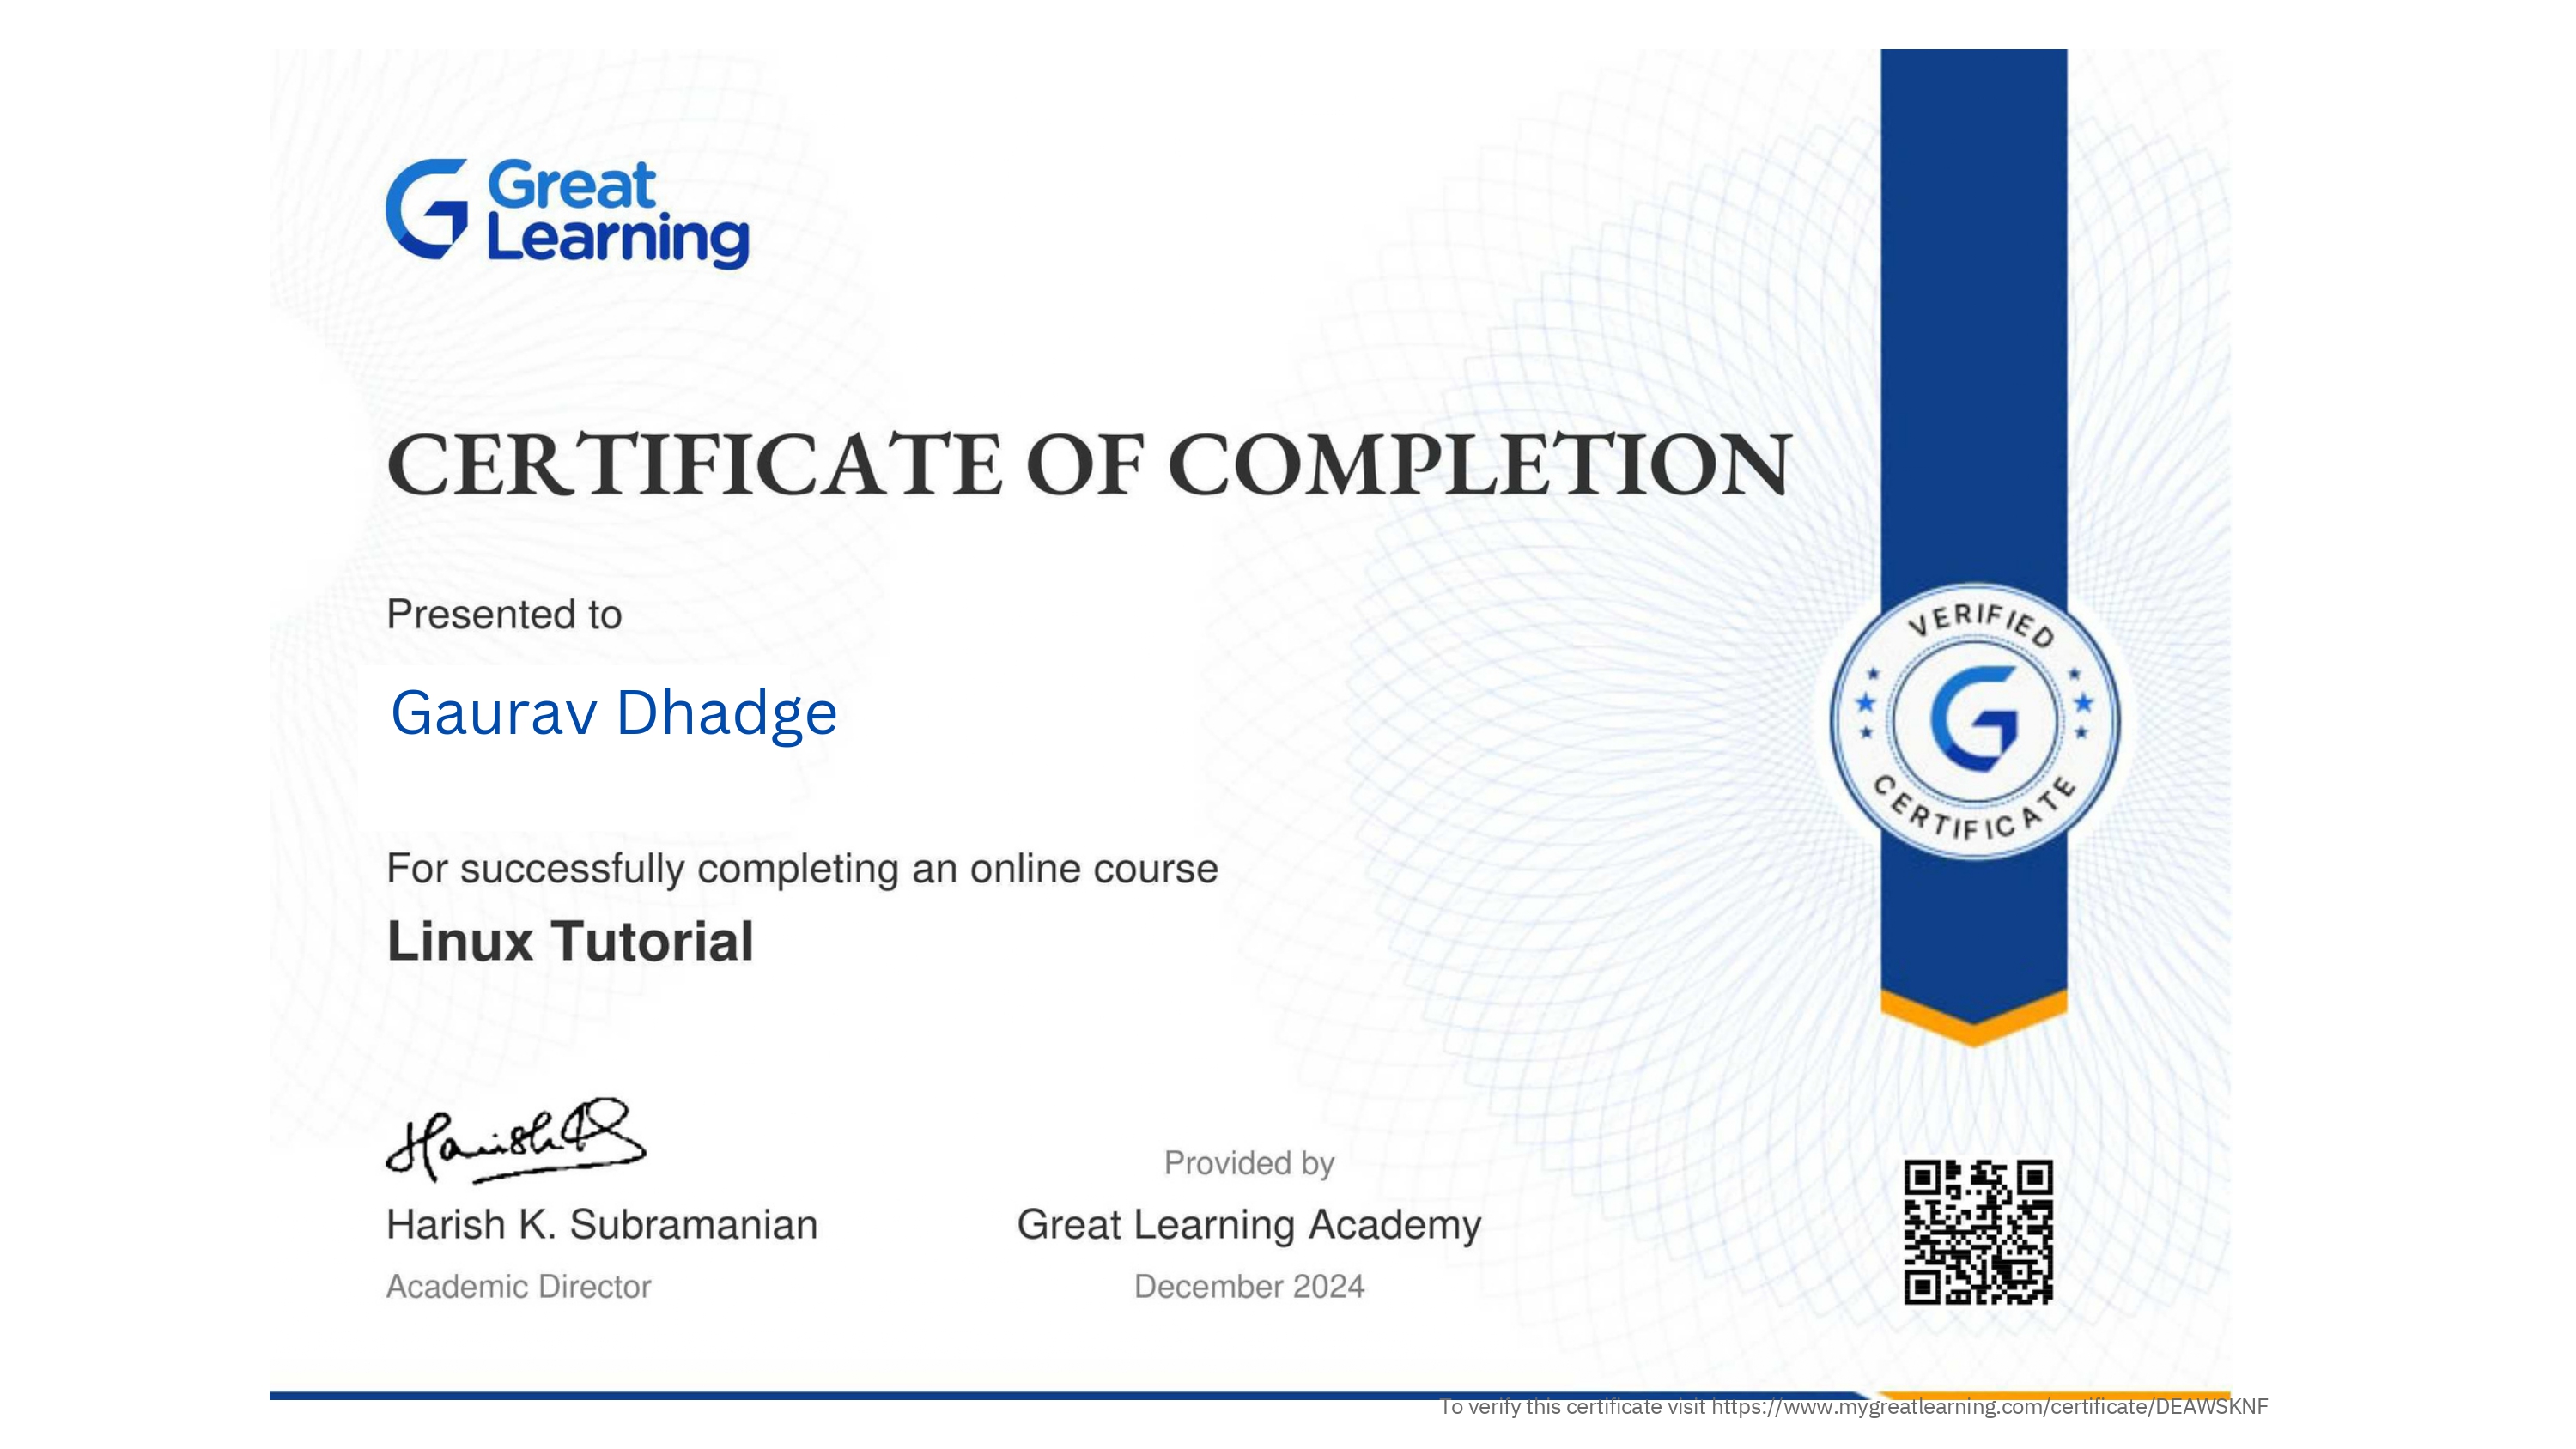 Great
Learning
CERTIFICATE OF COMPLETION
Presented to
Gaurav Dhadge
For successfully completing an online course
Linux Tutorial
VERIFIED
CERTIFICATE
Harish K. Subramanian
Academic Director
Provided by
Great Learning Academy
December 2024
To verify this certificate visit https://www.mygreatlearning.com/certificate/DEAWSKNF